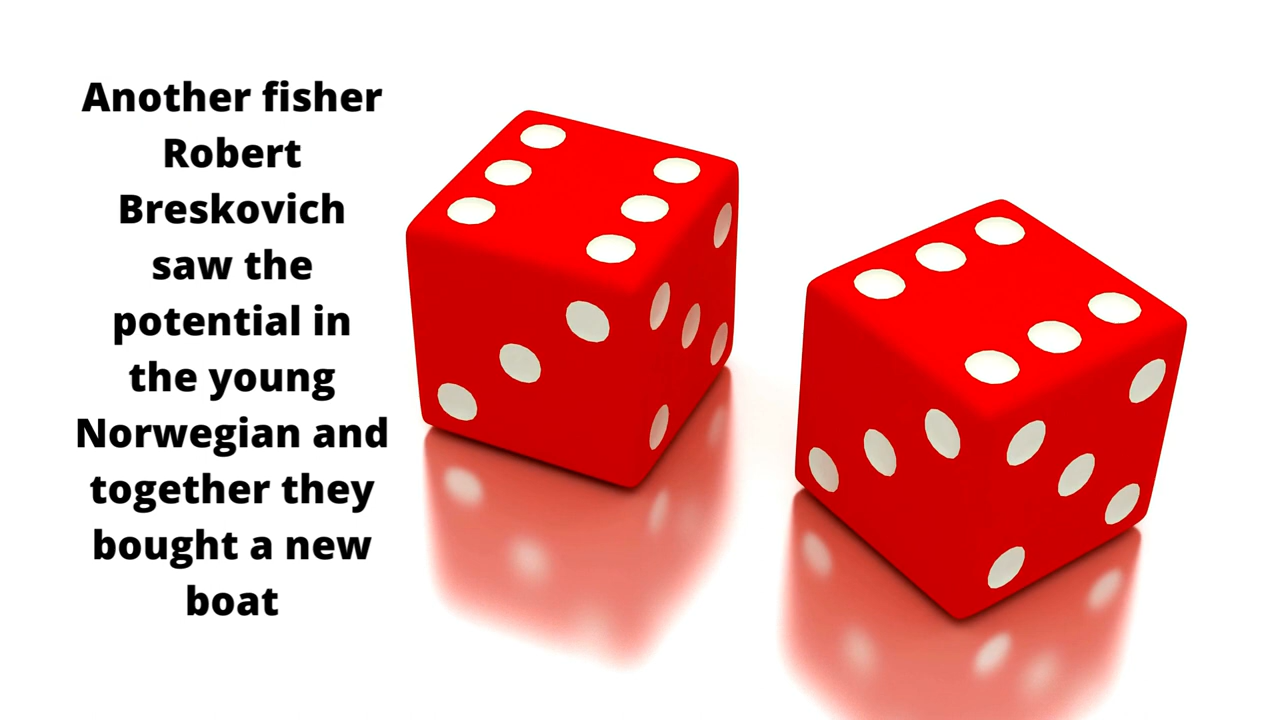 Another fisher
Robert
Breskovich
saw the
potential in
the young
Norwegian and
together they
bought a new
boat